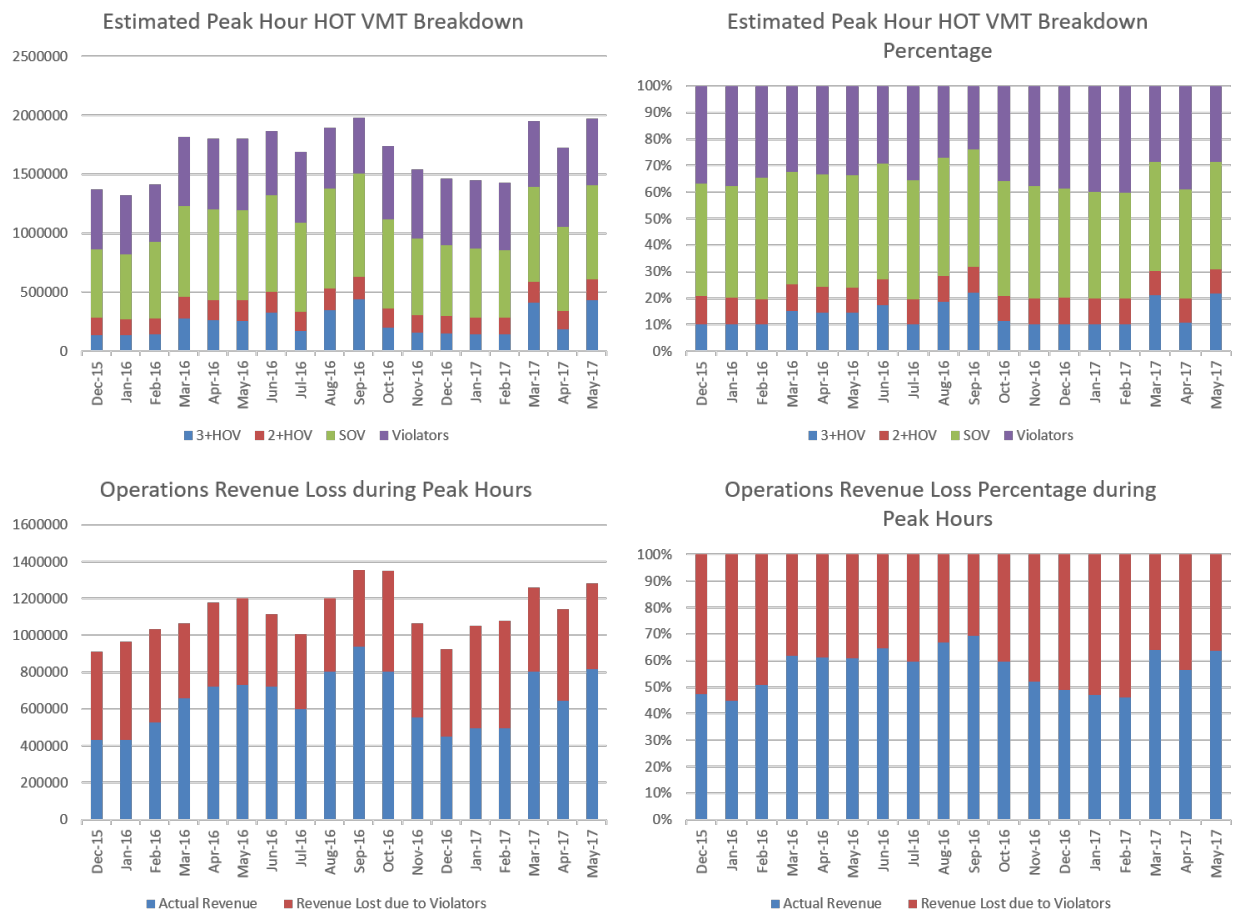 Estimated Peak Hour HOT VMT Breakdown
2500000
2000000
1500000
1000000
500000
0
Dec-15
Jan-16
Feb-16
Mar-16
Apr-16
May-16
Jun-16
Jul-16
Aug-16
Sep-16
Oct-16
Nov-16
Dec-16
Jan-17
Feb-17
Mar-17
Apr-17
May-17
3+HOV 2+HOV SOV Violators
Estimated Peak Hour HOT VMT Breakdown
Percentage
100%
90%
80%
70%
60%
50%
40%
30%
20%
10%
0%
Dec-15
Jan-16
Feb-16
Mar-16
Apr-16
May-16
Jun-16
Jul-16
Aug-16
Sep-16
Oct-16
Nov-16
Dec-16
Jan-17
Feb-17
Mar-17
Apr-17
May-17
3+HOV 2+HOV SOV Violators
Operations Revenue Loss during Peak Hours
1600000
1400000
1200000
1000000
800000
600000
400000
200000
0
Dec-15
Jan-16
Feb-16
Mar-16
Apr-16
May-16
Jun-16
Jul-16
Aug-16
Sep-16
Oct-16
Nov-16
Dec-16
Jan-17
Feb-17
Mar-17
Apr-17
May-17
Actual Revenue Revenue Lost due to Violators
Operations Revenue Loss Percentage during
Peak Hours
100%
90%
80%
70%
60%
50%
40%
30%
20%
10%
0%
Dec-15
Jan-16
Feb-16
Mar-16
Apr-16
May-16
Jun-16
Jul-16
Aug-16
Sep-16
Oct-16
Nov-16
Dec-16
Jan-17
Feb-17
Mar-17
Apr-17
May-17
Actual Revenue Revenue Lost due to Violators